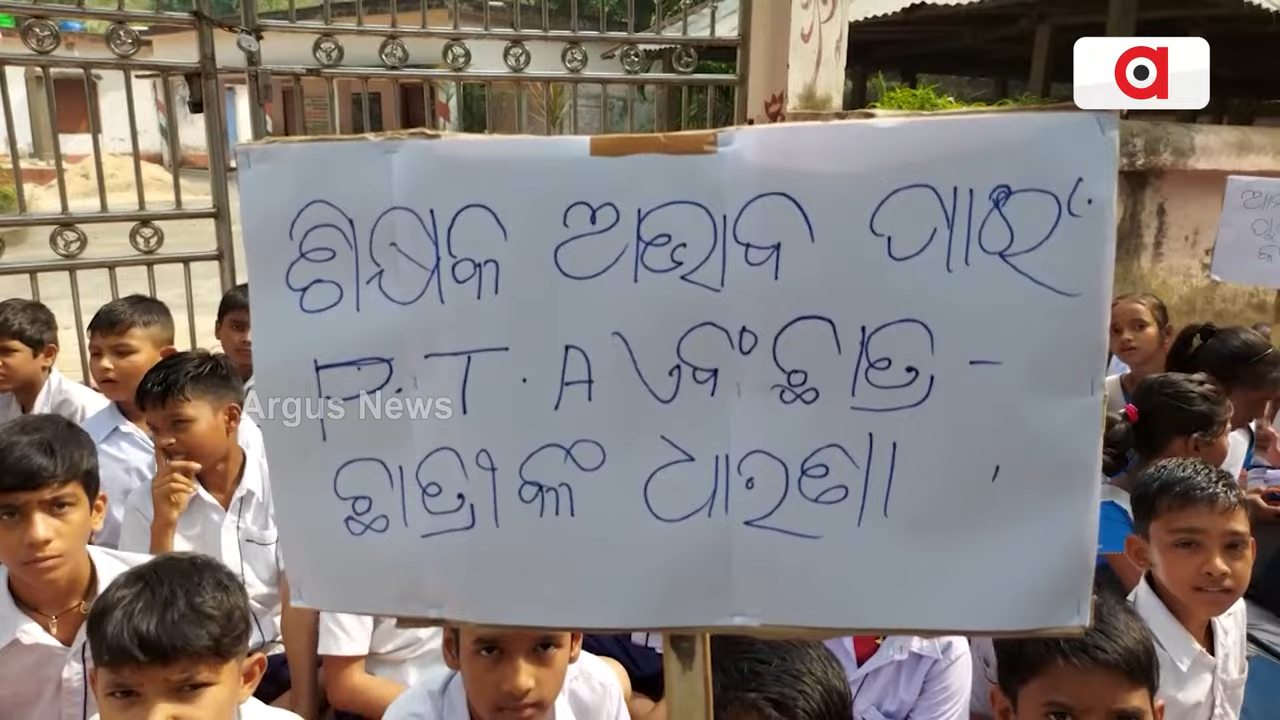 ଶିକ୍ଷକ ଅଭାବ ପାଇଁ
P.T.A ଏବଂ ଛାତ୍ର -
ଛାତ୍ରୀଙ୍କ ଧାରଣା
Argus News
a